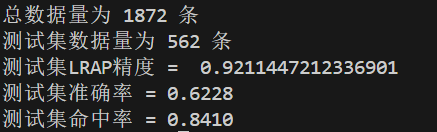 总数据量为 1872 条
测试集数据量为 562 条
测试集LRAP精度 =  0.9211447212336901
测试集准确率 = 0.6228
测试集命中率 = 0.8410